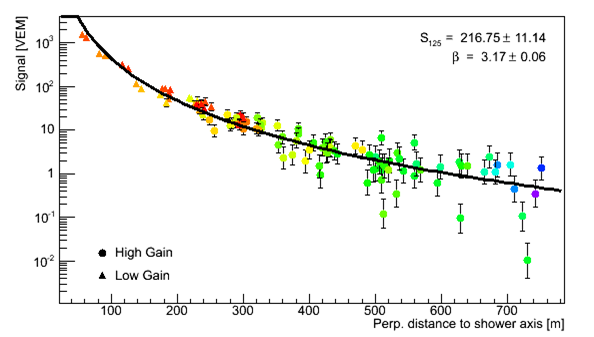 Signal [VEM]
S125 = 216.75 ± 11.14
β = 3.17 ± 0.06
10³
10²
10
1
10⁻¹
10⁻²
High Gain
Low Gain
100 200 300 400 500 600 700
Perp. distance to shower axis [m]